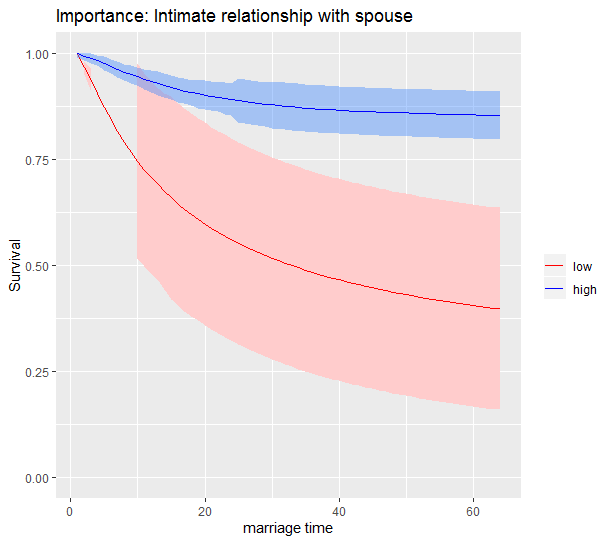 Importance: Intimate relationship with spouse
1.00
0.75
0.50
0.25
0.00
Survival
0
20
40
60
marriage time
low
high